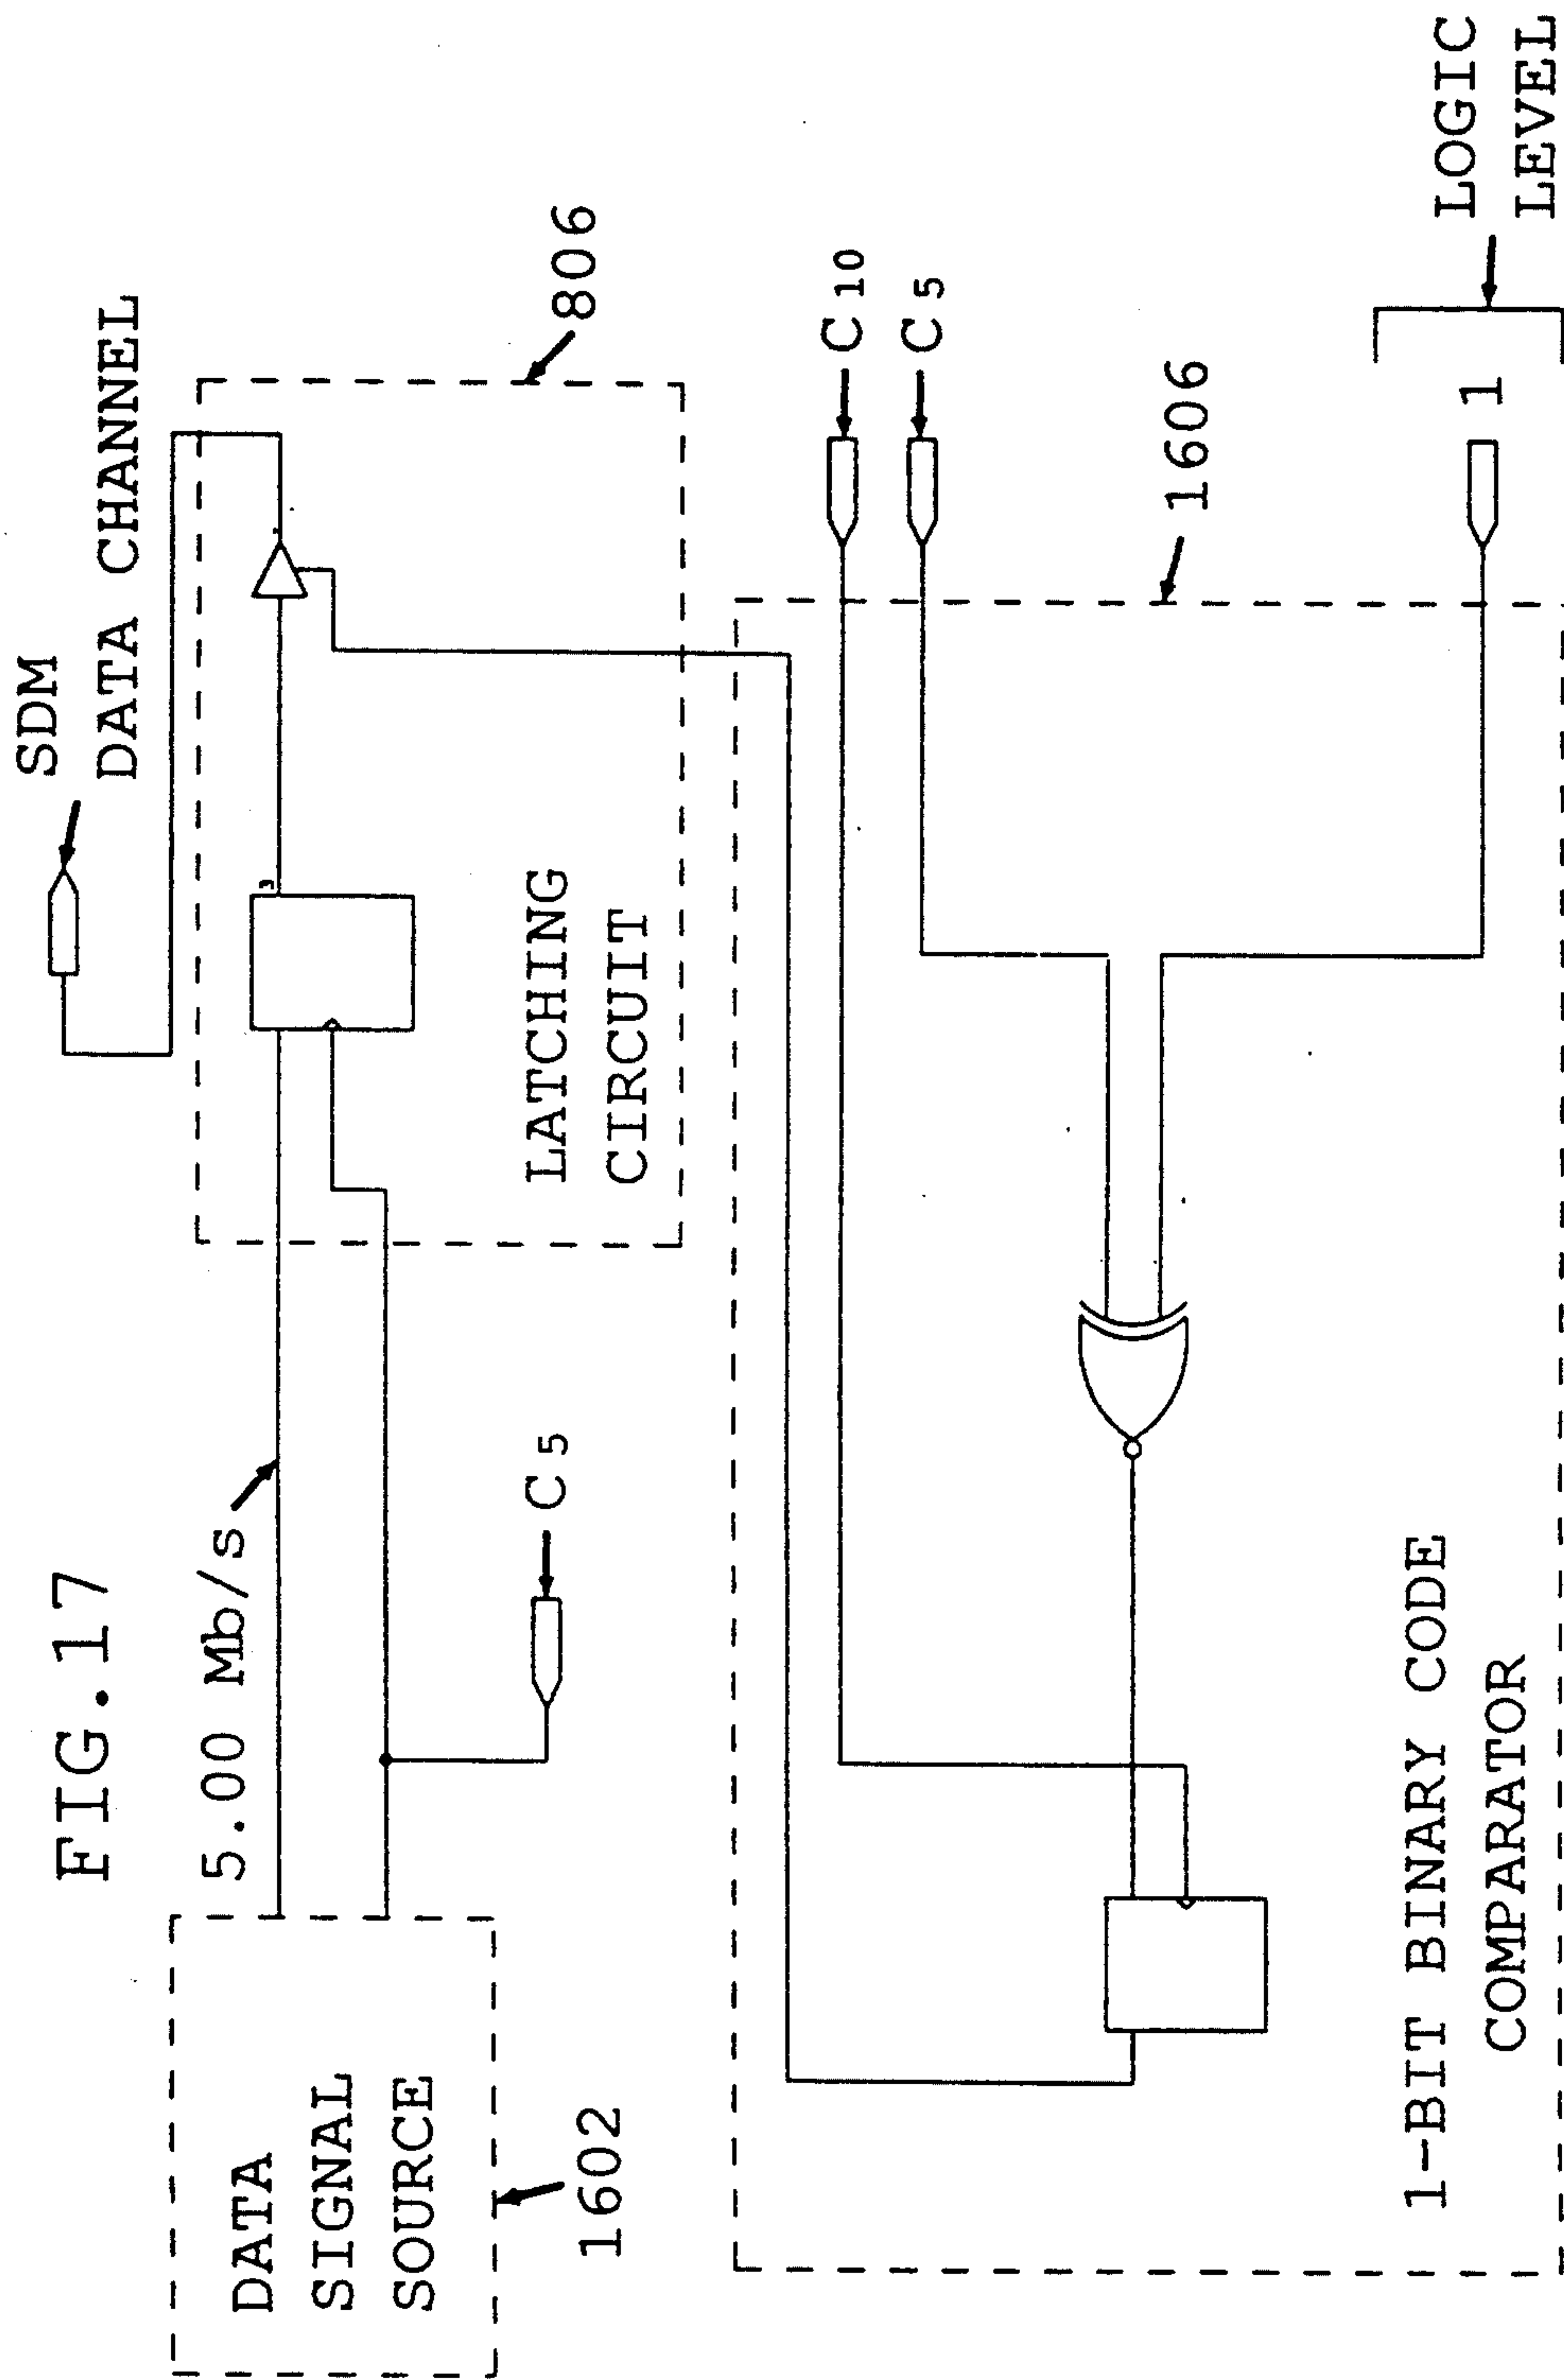 FIG.17
SDM
DATA CHANNEL
5.00 Mb/s
DATA
SIGNAL
SOURCE
1602
C5
3
LATCHING
CIRCUIT
806
C10
C5
1606
1-BIT BINARY CODE
COMPARATOR
1
LOGIC
LEVEL